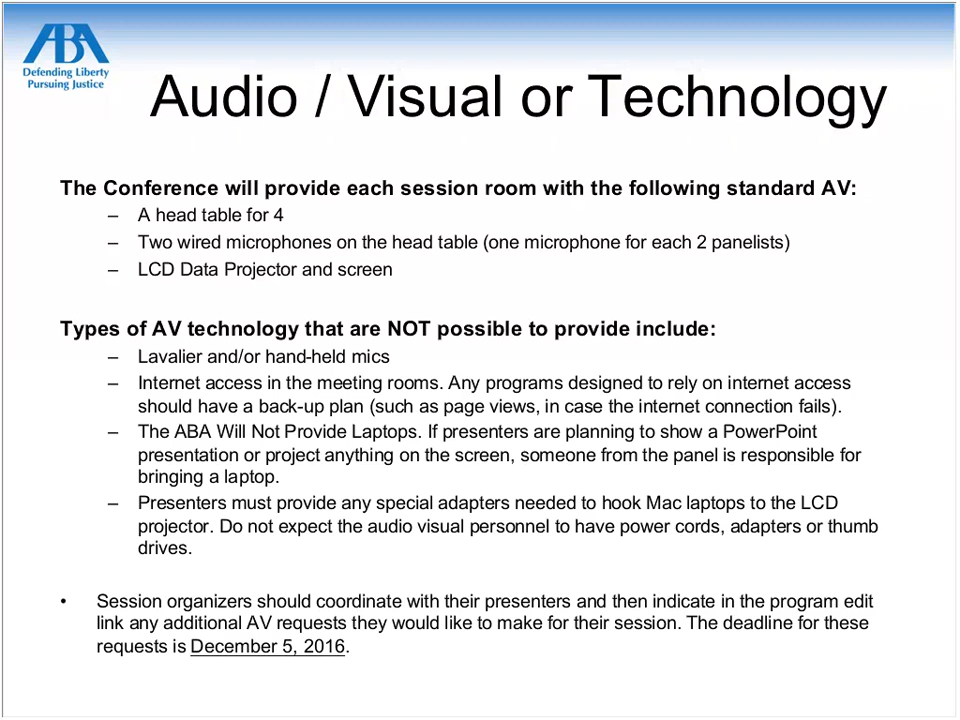 ABA
Defending Liberty
Pursuing Justice
Audio / Visual or Technology
The Conference will provide each session room with the following standard AV:
– A head table for 4
– Two wired microphones on the head table (one microphone for each 2 panelists)
– LCD Data Projector and screen
Types of AV technology that are NOT possible to provide include:
– Lavalier and/or hand-held mics
– Internet access in the meeting rooms. Any programs designed to rely on internet access
should have a back-up plan (such as page views, in case the internet connection fails).
– The ABA Will Not Provide Laptops. If presenters are planning to show a PowerPoint
presentation or project anything on the screen, someone from the panel is responsible for
bringing a laptop.
– Presenters must provide any special adapters needed to hook Mac laptops to the LCD
projector. Do not expect the audio visual personnel to have power cords, adapters or thumb
drives.
• Session organizers should coordinate with their presenters and then indicate in the program edit
link any additional AV requests they would like to make for their session. The deadline for these
requests is December 5, 2016.